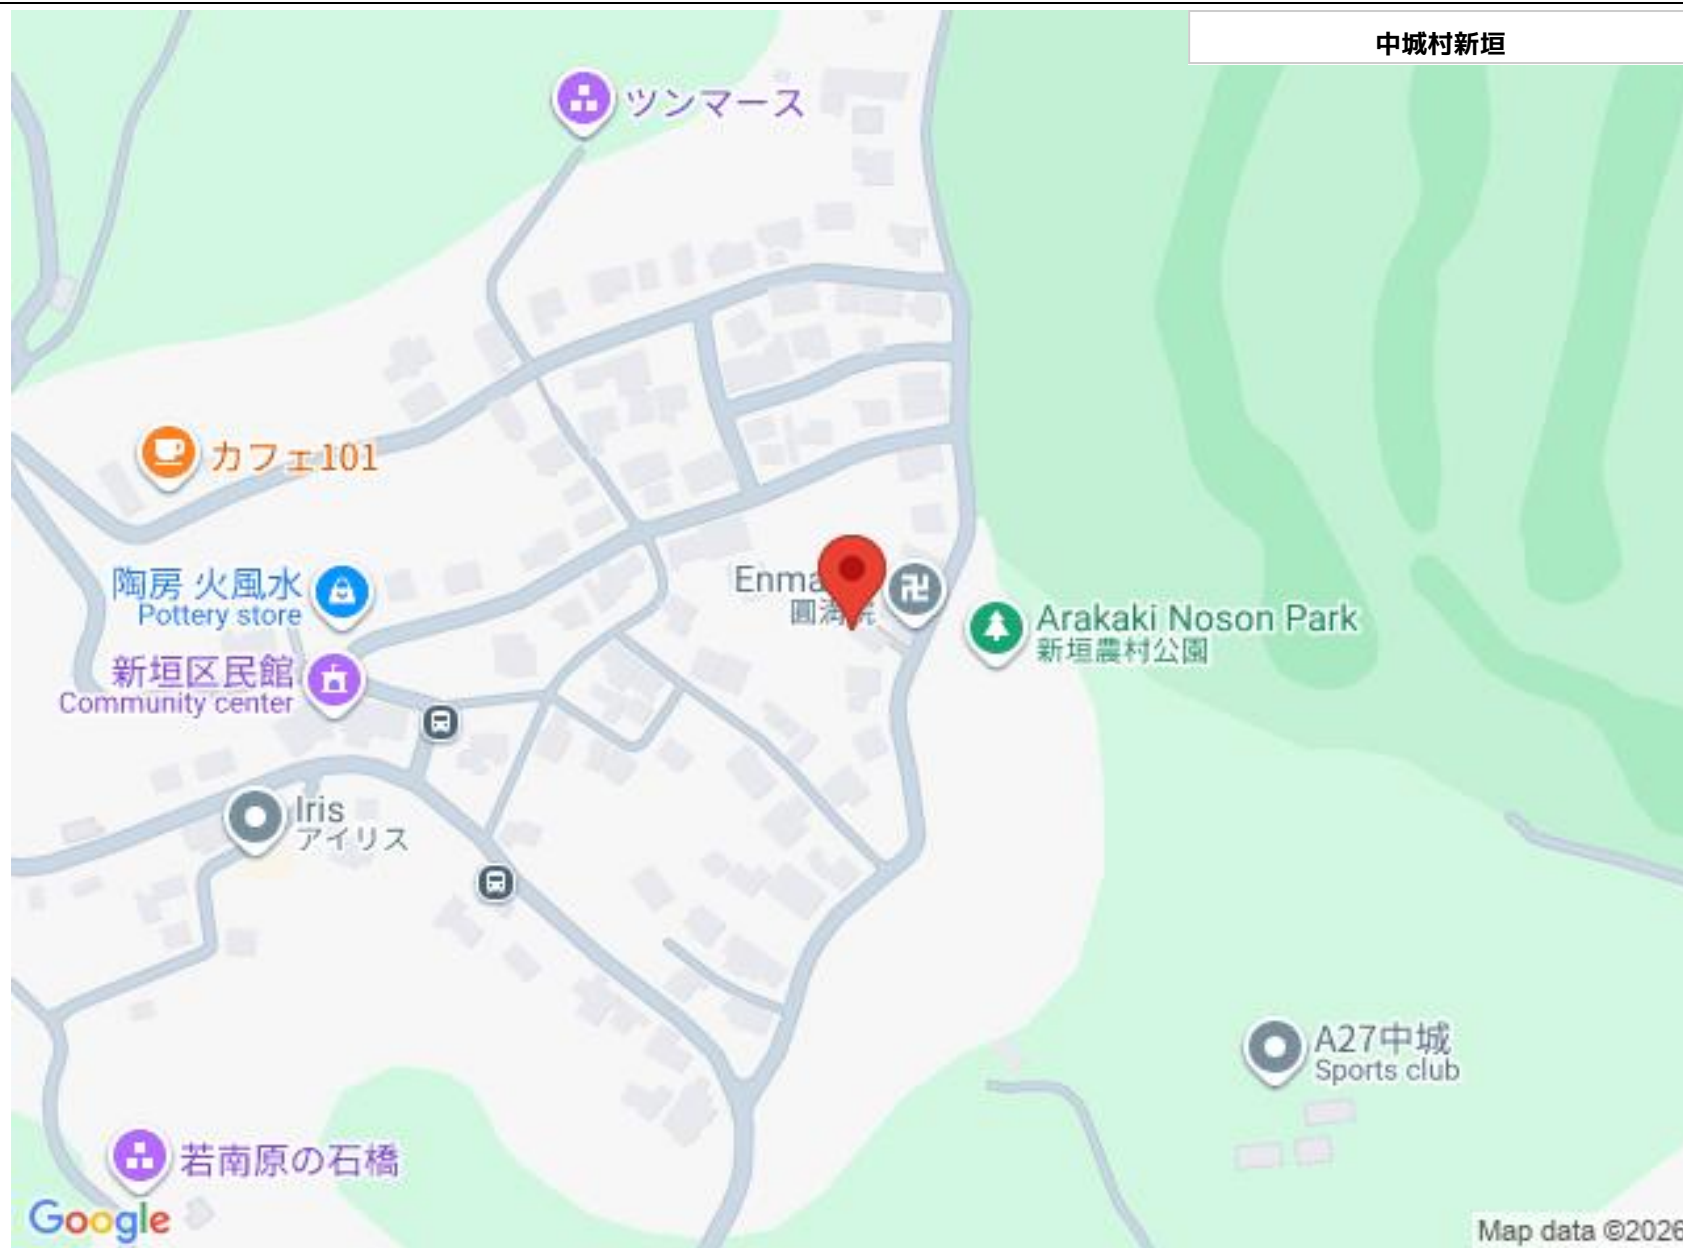 中城村新垣
ツンマース
カフェ101
陶房 火風水
Pottery store
新垣区民館
Community center
Enma
圓満院
Arakaki Noson Park
新垣農村公園
Iris
アイリス
A27中城
Sports club
若南原の石橋
Google
Map data ©2026